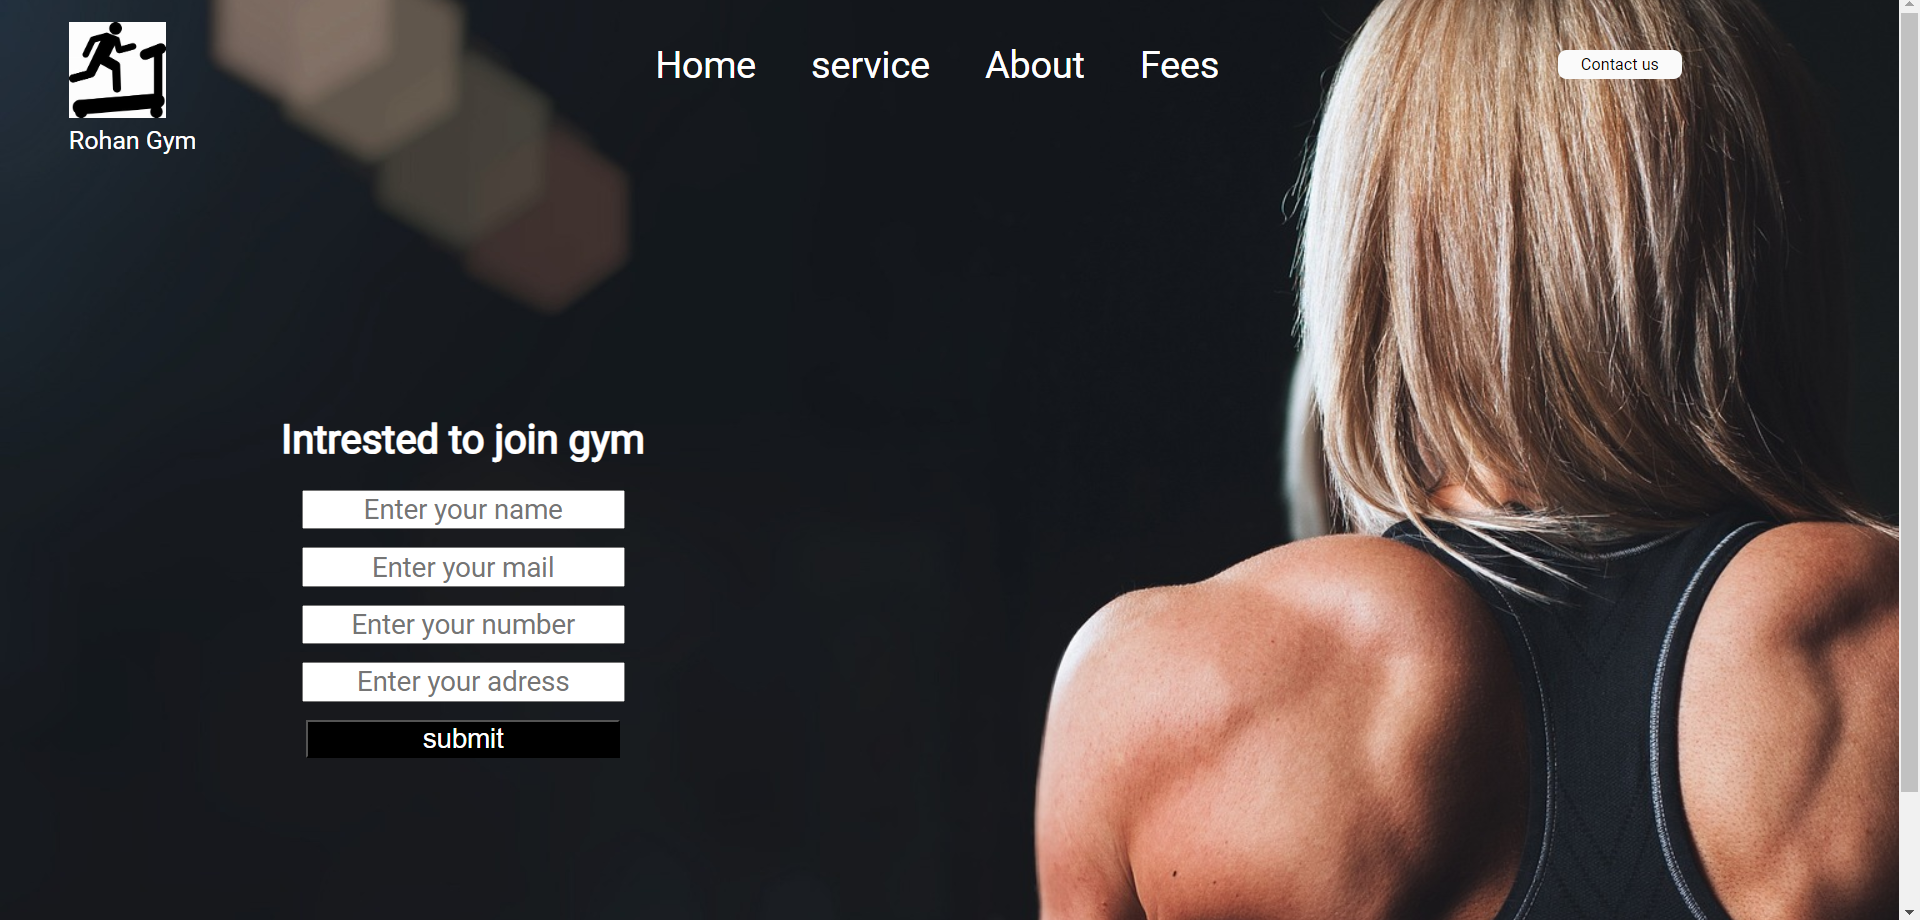 Home service About Fees
Contact us
Rohan Gym
Intrested to join gym
Enter your name
Enter your mail
Enter your number
Enter your adress
submit